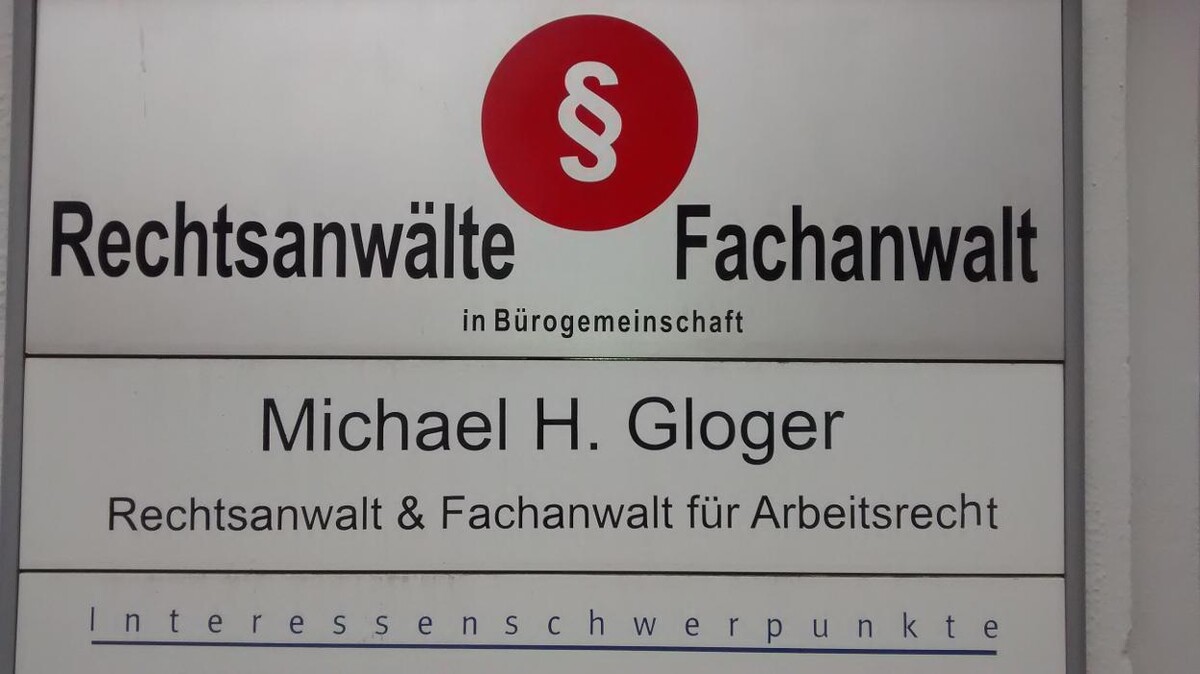 §
Rechtsanwälte Fachanwalt
in Bürogemeinschaft
Michael H. Gloger
Rechtsanwalt & Fachanwalt für Arbeitsrecht
Interessenschwerpunkte